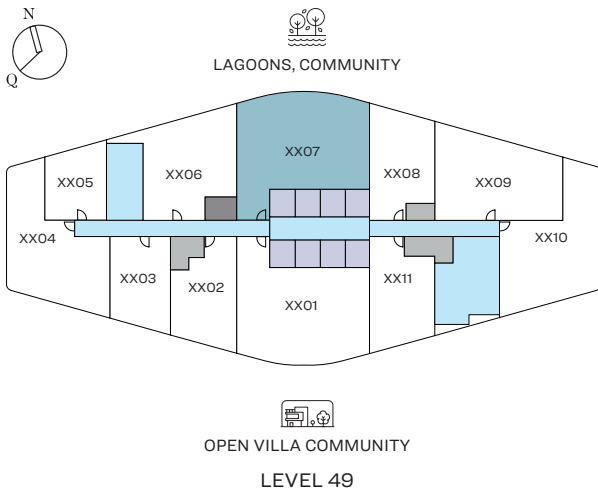 N
Q
LAGOONS, COMMUNITY
XX07
XX06
XX08
XX05
XX09
XX04
XX10
XX03
XX02
XX01
XX11
OPEN VILLA COMMUNITY
LEVEL 49